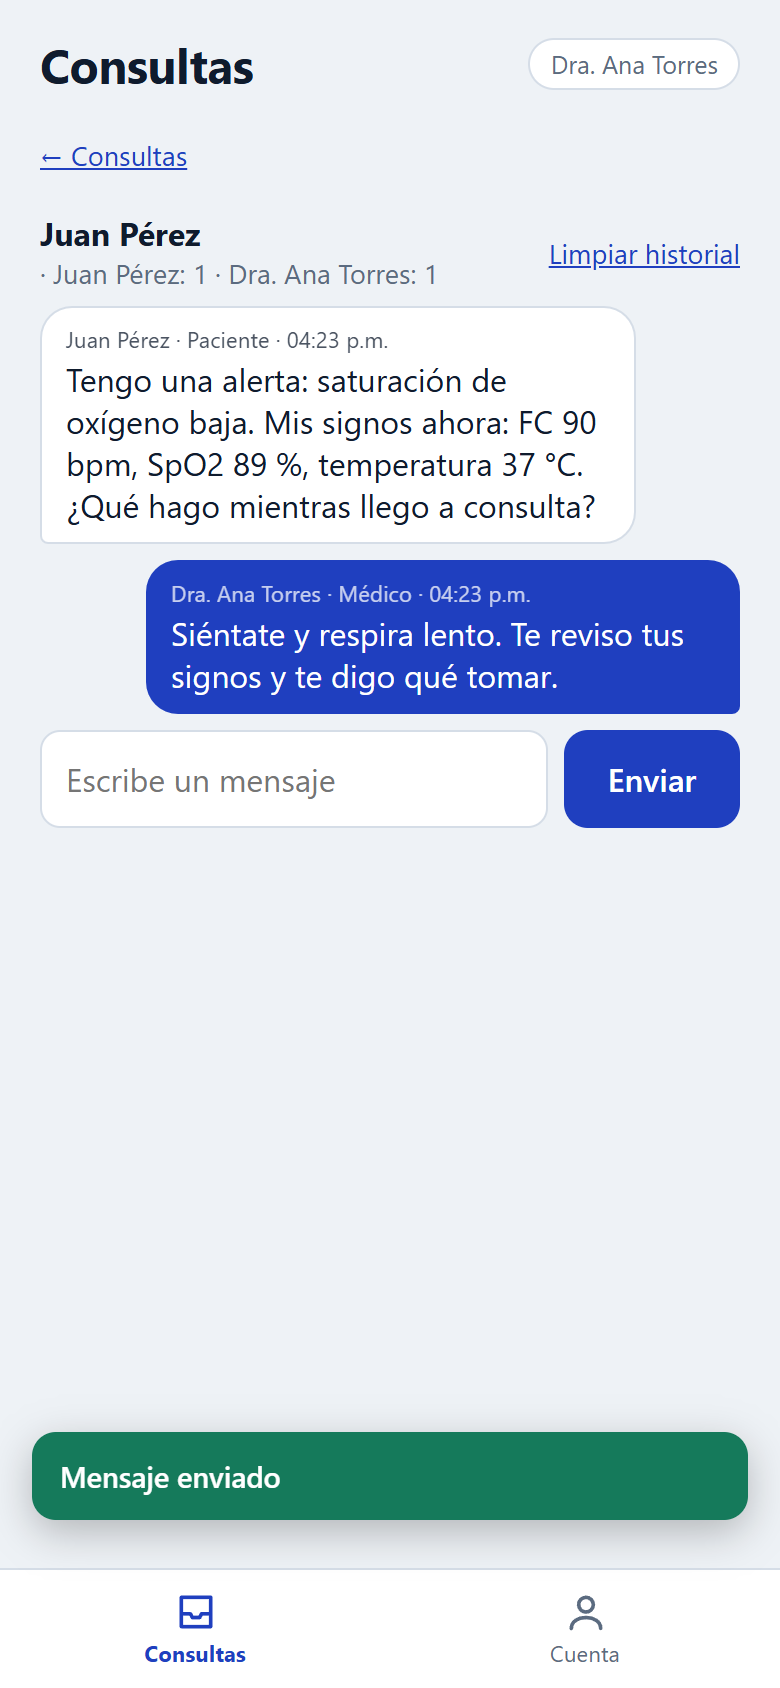 Consultas
Dra. Ana Torres
← Consultas
Juan Pérez
· Juan Pérez: 1 · Dra. Ana Torres: 1
Limpiar historial
Juan Pérez · Paciente · 04:23 p.m.
Tengo una alerta: saturación de
oxígeno baja. Mis signos ahora: FC 90
bpm, SpO2 89 %, temperatura 37 °C.
¿Qué hago mientras llego a consulta?
Dra. Ana Torres · Médico · 04:23 p.m.
Siéntate y respira lento. Te reviso tus
signos y te digo qué tomar.
Escribe un mensaje
Enviar
Mensaje enviado
Consultas
Cuenta